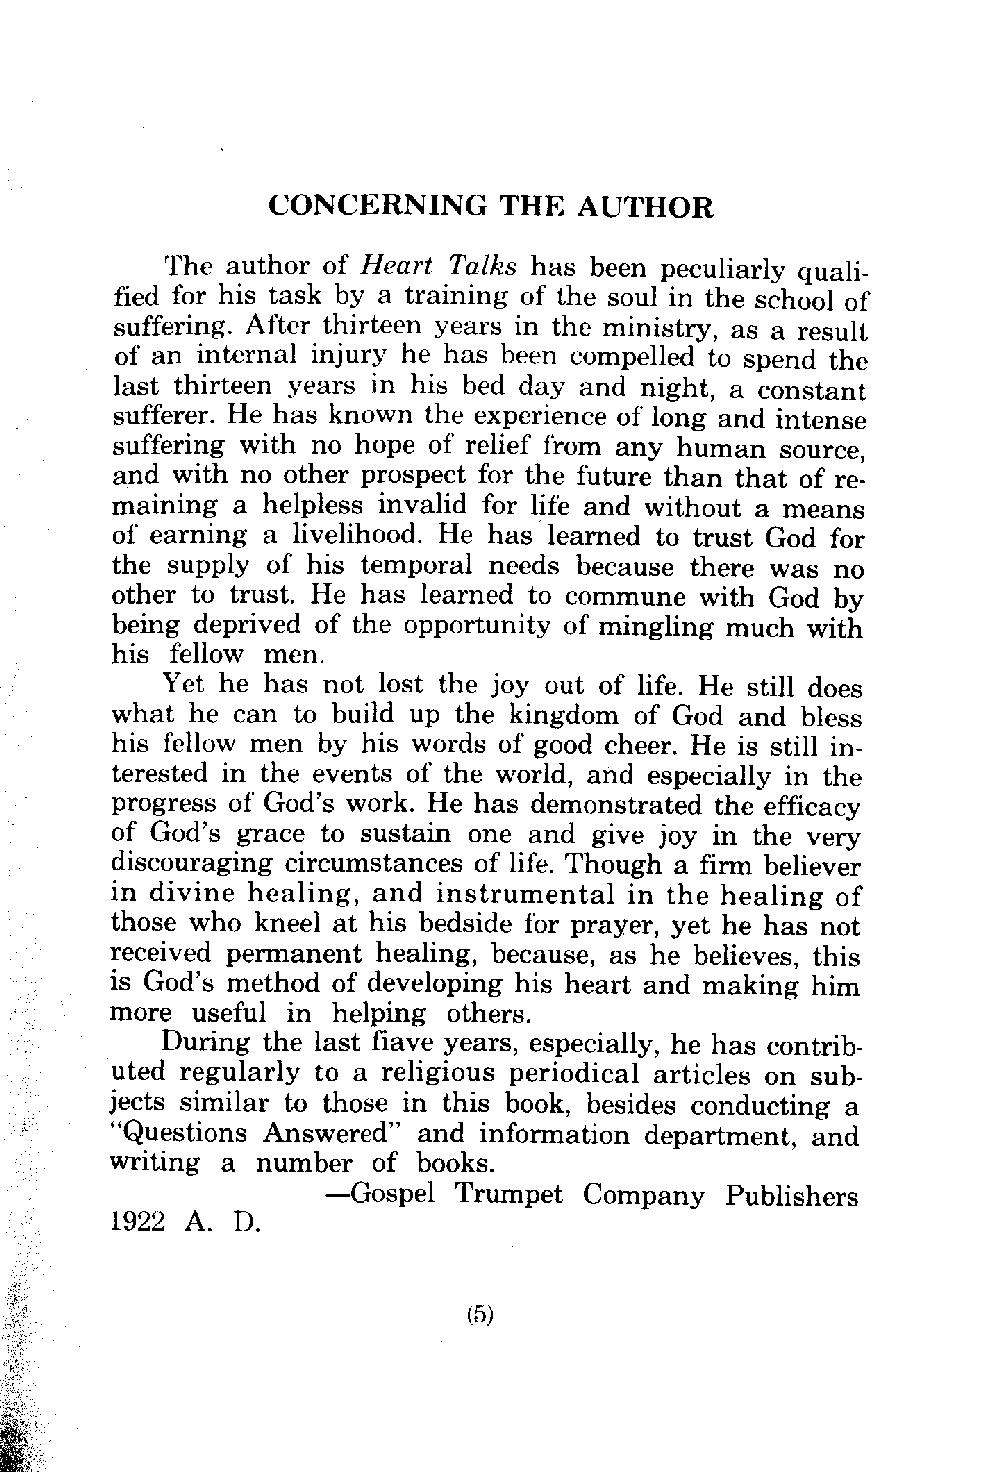 CONCERNING THE AUTHOR
The author of Heart Talks has been peculiarly quali-
fied for his task by a training of the soul in the school of
suffering. After thirteen years in the ministry, as a result
of an internal injury he has been compelled to spend the
last thirteen years in his bed day and night, a constant
sufferer. He has known the experience of long and intense
suffering with no hope of relief from any human source,
and with no other prospect for the future than that of re-
maining a helpless invalid for life and without a means
of earning a livelihood. He has learned to trust God for
the supply of his temporal needs because there was no
other to trust. He has learned to commune with God by
being deprived of the opportunity of mingling much with
his fellow men.
Yet he has not lost the joy out of life. He still does
what he can to build up the kingdom of God and bless
his fellow men by his words of good cheer. He is still in-
terested in the events of the world, and especially in the
progress of God's work. He has demonstrated the efficacy
of God's grace to sustain one and give joy in the very
discouraging circumstances of life. Though a firm believer
in divine healing, and instrumental in the healing of
those who kneel at his bedside for prayer, yet he has not
received permanent healing, because, as he believes, this
is God's method of developing his heart and making him
more useful in helping others.
During the last fiave years, especially, he has contrib-
uted regularly to a religious periodical articles on sub-
jects similar to those in this book, besides conducting a
"Questions Answered" and information department, and
writing a number of books.
—Gospel Trumpet Company Publishers
1922 A. D.
(5)